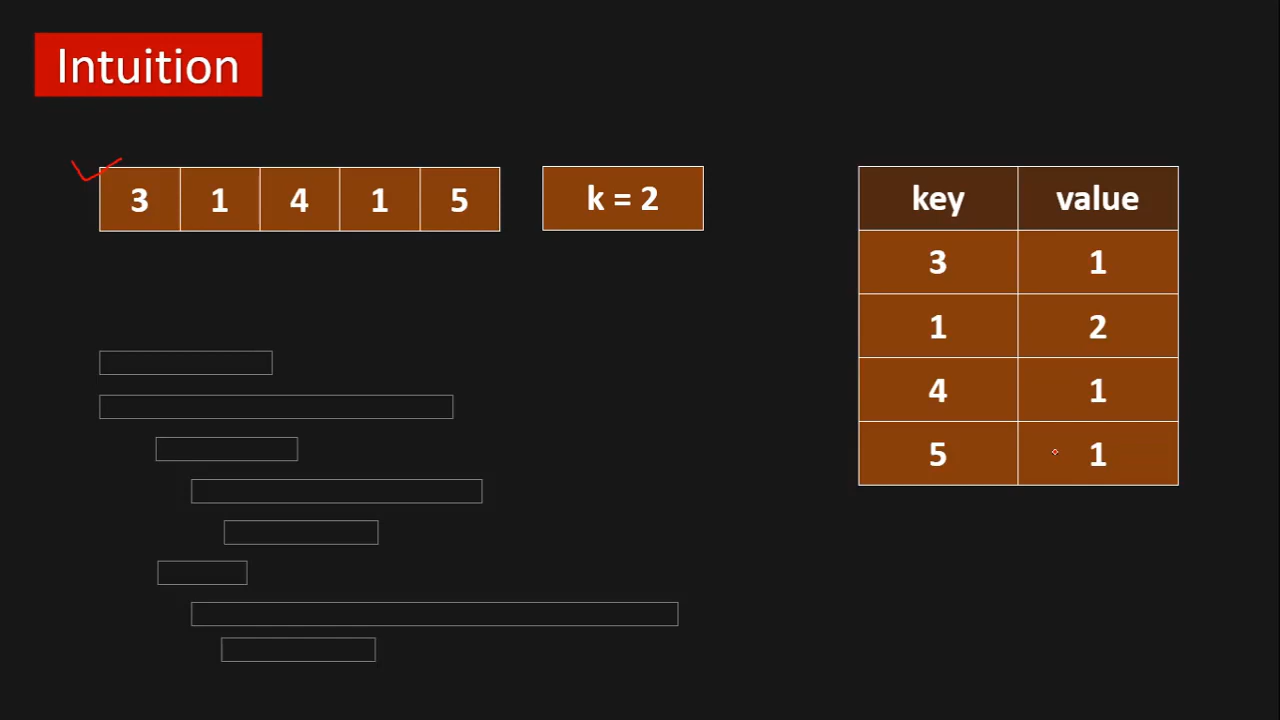 Intuition
3 1 4 1 5
k = 2
key value
3 1
1 2
4 1
5 1